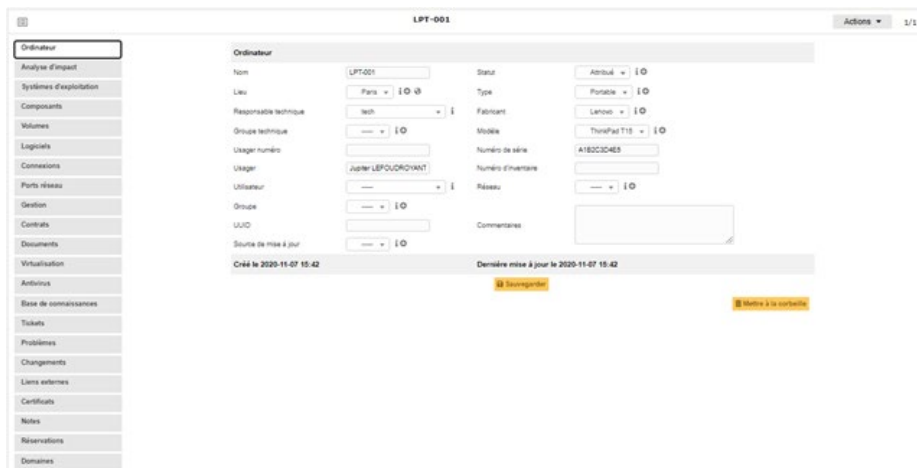 LPT-001
Actions
1/1
Ordinateur
Analyse d'impact
Systèmes d'exploitation
Composants
Volumes
Logiciels
Connexions
Ports réseau
Gestion
Contrats
Documents
Virtualisation
Antivirus
Base de connaissances
Tickets
Problèmes
Changements
Liens externes
Certificats
Notes
Réservations
Domaines
Ordinateur
Nom LPT-001 Statut Attribué
Lieu Paris Type Portable
Responsable technique tech Fabricant Lenovo
Groupe technique ----- Modèle ThinkPad T15
Usager numéro Numéro de série A1B2C3D4E5
Usager Jupiter LEFOUDROYANT Numéro d'inventaire
Utilisateur ----- Réseau -----
Groupe -----
UUID Commentaires
Source de mise à jour -----
Créé le 2020-11-07 15:42 Dernière mise à jour le 2020-11-07 15:42
Sauvegarder
Mettre à la corbeille